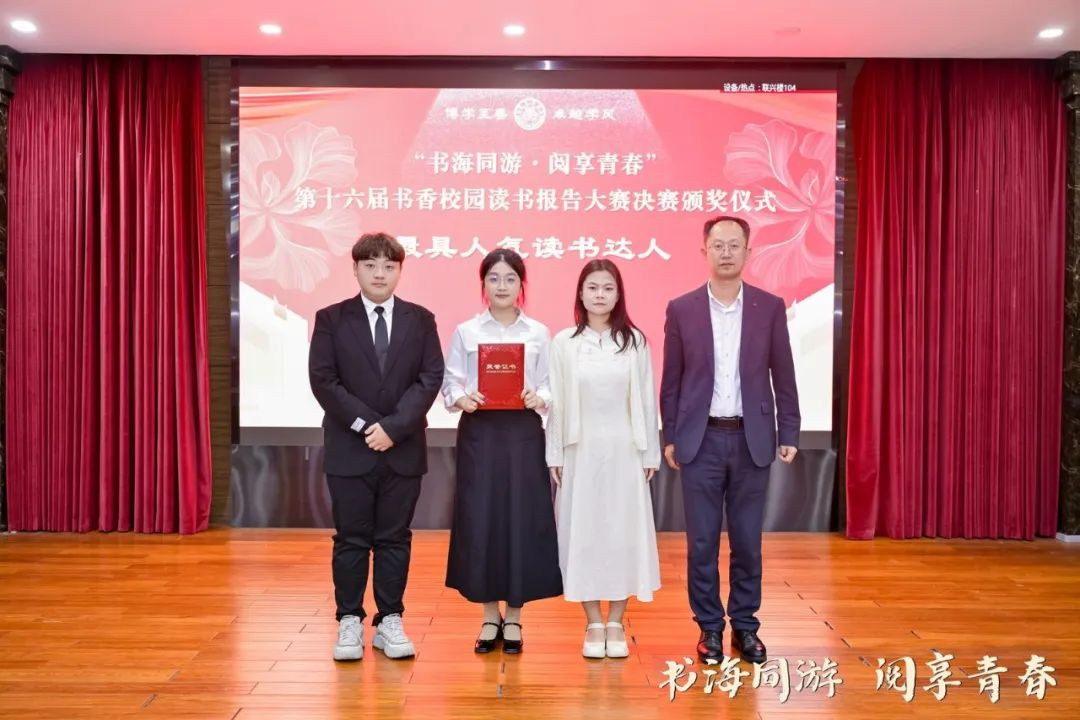 设备/热点：联兴楼104
博学至善 卓越学风
“书海同游·阅享青春”
第十六届书香校园读书报告大赛决赛颁奖仪式
最具人气读书达人
荣誉证书
书海同游 阅享青春